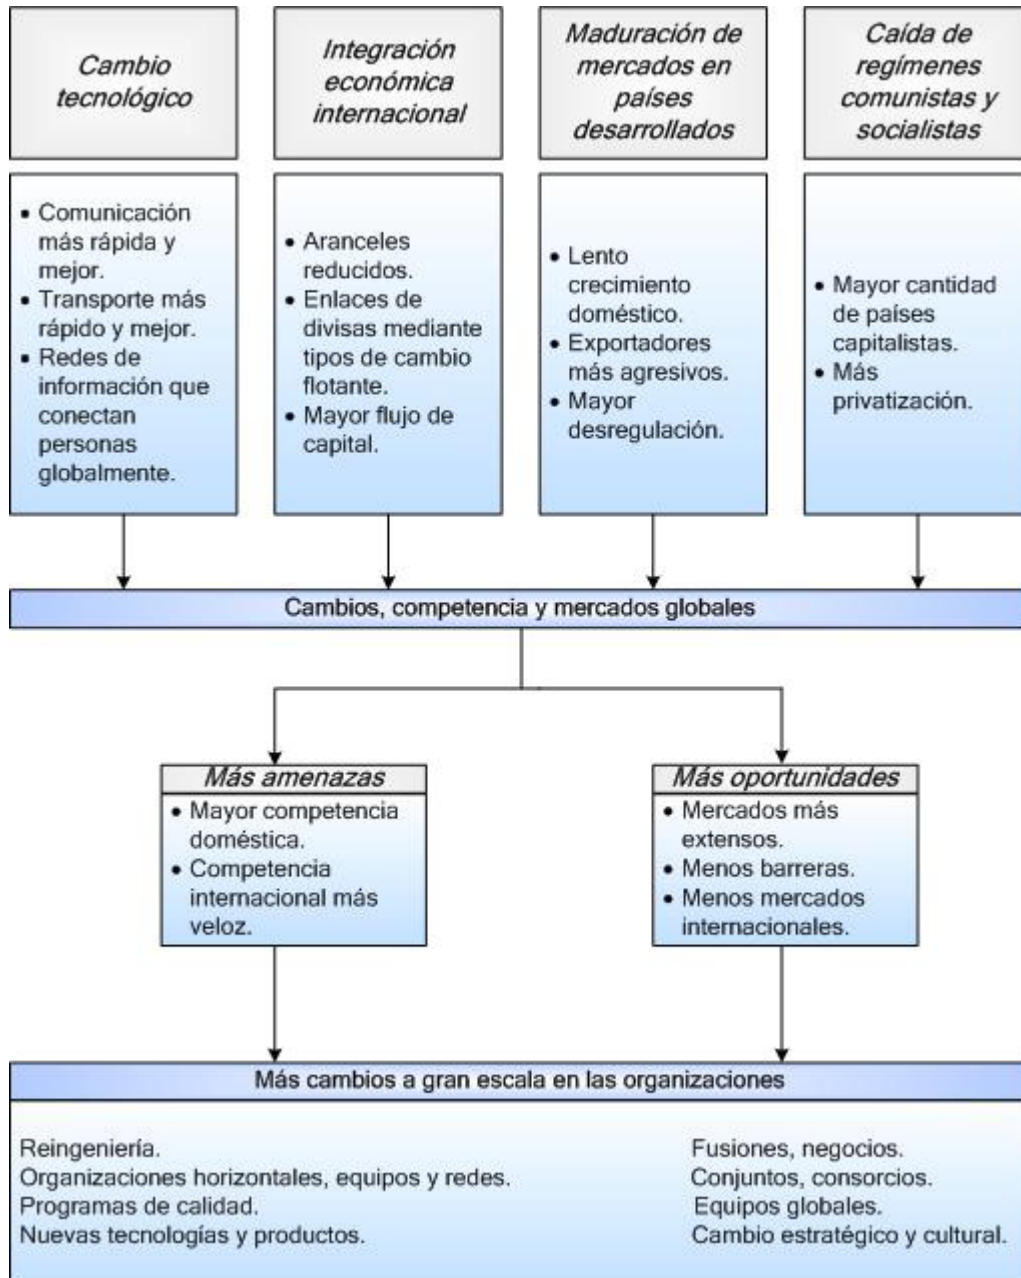 Cambio
tecnológico
Integración
económica
internacional
Maduración de
mercados en
países
desarrollados
Caída de
regímenes
comunistas y
socialistas
• Comunicación
más rápida y
mejor.
• Transporte más
rápido y mejor.
• Redes de
información que
conectan
personas
globalmente.
• Aranceles
reducidos.
• Enlaces de
divisas mediante
tipos de cambio
flotante.
• Mayor flujo de
capital.
• Lento
crecimiento
doméstico.
• Exportadores
más agresivos.
• Mayor
desregulación.
• Mayor cantidad
de países
capitalistas.
• Más
privatización.
Cambios, competencia y mercados globales
Más amenazas
• Mayor competencia
doméstica.
• Competencia
internacional más
veloz.
Más oportunidades
• Mercados más
extensos.
• Menos barreras.
• Menos mercados
internacionales.
Más cambios a gran escala en las organizaciones
Reingeniería.
Organizaciones horizontales, equipos y redes.
Programas de calidad.
Nuevas tecnologías y productos.
Fusiones, negocios.
Conjuntos, consorcios.
Equipos globales.
Cambio estratégico y cultural.